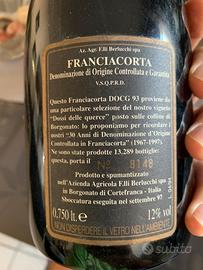 Az. Agr. F.lli Berlucchi spa
FRANCIACORTA
Denominazione di Origine Controllata e Garantita
V.S.Q.P.R.D.
Questo Franciacorta DOCG 93 proviene da
una particolare selezione del nostro vigneto
"Dossi delle querce" posto sulle colline di
Borgonato: lo proponiamo per ricordare i
nostri "30 Anni di Denominazione d'Origine
Controllata in Franciacorta" (1967-1997).
Ne sono state prodotte 13.289 bottiglie:
questa, porta il Nº 8148
Prodotto e spumantizzato
nell'Azienda Agricola F.lli Berlucchi spa
in Borgonato di Cortefranca - Italia
Sboccatura eseguita nel settembre 97
0.750 lt. e 12% vol
NON DISPERDERE IL VETRO NELL'AMBIENTE
Subito